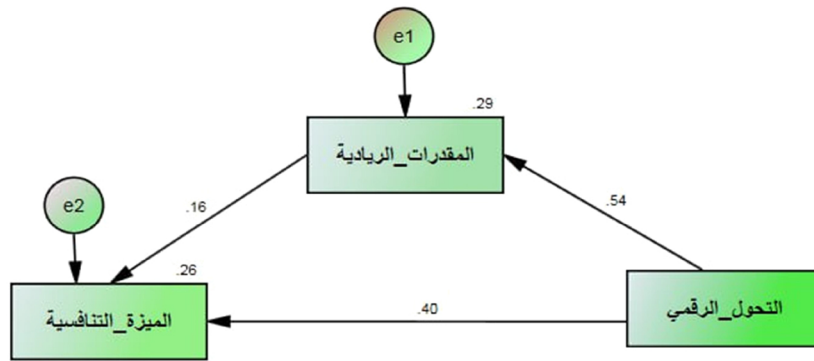 e1
.29
المقدرات_الريادية
.54
.16
e2
.26
الميزة_التنافسية
.40
التحول_الرقمي